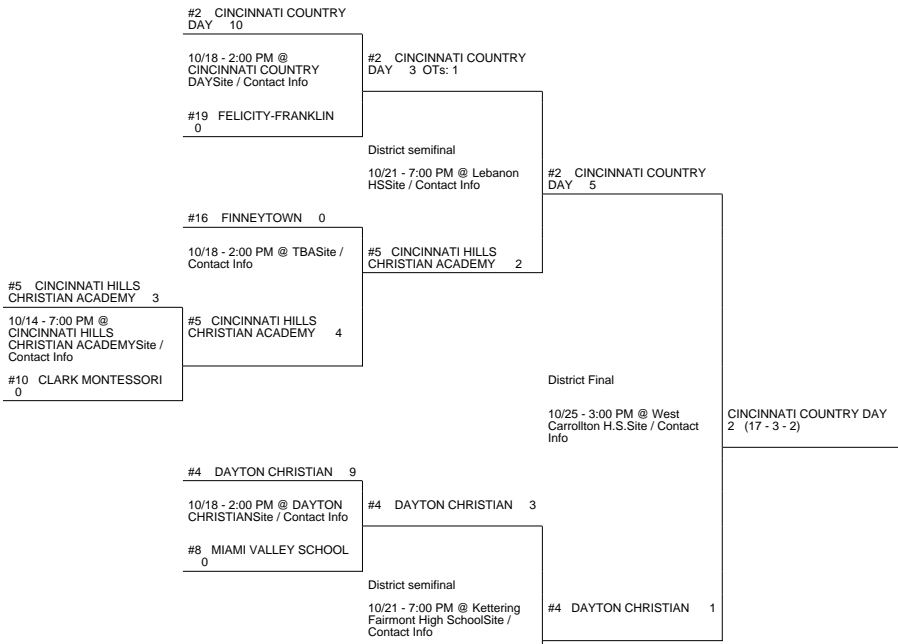 #2 CINCINNATI COUNTRY
DAY 10
10/18 - 2:00 PM @
CINCINNATI COUNTRY
DAYSite / Contact Info
#19 FELICITY-FRANKLIN
0
#2 CINCINNATI COUNTRY
DAY 3 OTs: 1
District semifinal
10/21 - 7:00 PM @ Lebanon
HSSite / Contact Info
#2 CINCINNATI COUNTRY
DAY 5
#16 FINNEYTOWN 0
10/18 - 2:00 PM @ TBASite /
Contact Info
#5 CINCINNATI HILLS
CHRISTIAN ACADEMY 2
#5 CINCINNATI HILLS
CHRISTIAN ACADEMY 3
10/14 - 7:00 PM @
CINCINNATI HILLS
CHRISTIAN ACADEMYSite /
Contact Info
#10 CLARK MONTESSORI
0
#5 CINCINNATI HILLS
CHRISTIAN ACADEMY 4
District Final
10/25 - 3:00 PM @ West
Carrollton H.S.Site / Contact
Info
CINCINNATI COUNTRY DAY
2 (17 - 3 - 2)
#4 DAYTON CHRISTIAN 9
10/18 - 2:00 PM @ DAYTON
CHRISTIANSite / Contact Info
#8 MIAMI VALLEY SCHOOL
0
#4 DAYTON CHRISTIAN 3
District semifinal
10/21 - 7:00 PM @ Kettering
Fairmont High SchoolSite /
Contact Info
#4 DAYTON CHRISTIAN 1